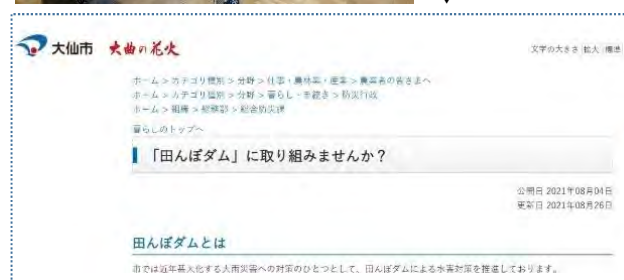 大仙市 大曲の花火
文字の大きさ 拡大 標準
ホーム > カテゴリ種別 > 分野 > 仕事・農林業・産業 > 農業者の皆さまへ
ホーム > カテゴリ種別 > 分野 > 暮らし・手続き > 防災行政
ホーム > 組織 > 総務部 > 総合防災課
暮らしのトップへ
「田んぼダム」に取り組みませんか?
公開日 2021年08月04日
更新日 2021年08月26日
田んぼダムとは
市では近年甚大化する大雨災害への対策のひとつとして、田んぼダムによる水害対策を推進しております。